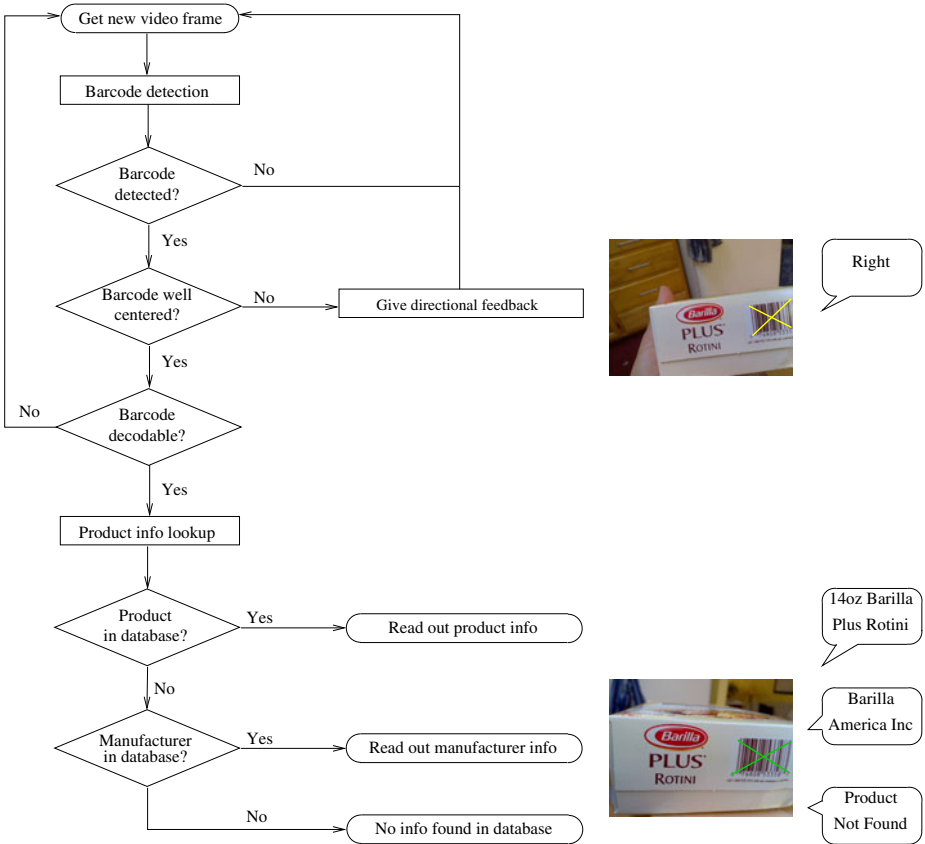 Get new video frame
Barcode detection
Barcode
detected?
No
Yes
Barcode well
centered?
No
Give directional feedback
Yes
Barcode
decodable?
No
Yes
Product info lookup
Product
in database?
Yes
Read out product info
No
Manufacturer
in database?
Yes
Read out manufacturer info
No
No info found in database
Barilla
PLUS
ROTINI
Right
14oz Barilla
Plus Rotini
Barilla
PLUS
ROTINI
Barilla
America Inc
Product
Not Found